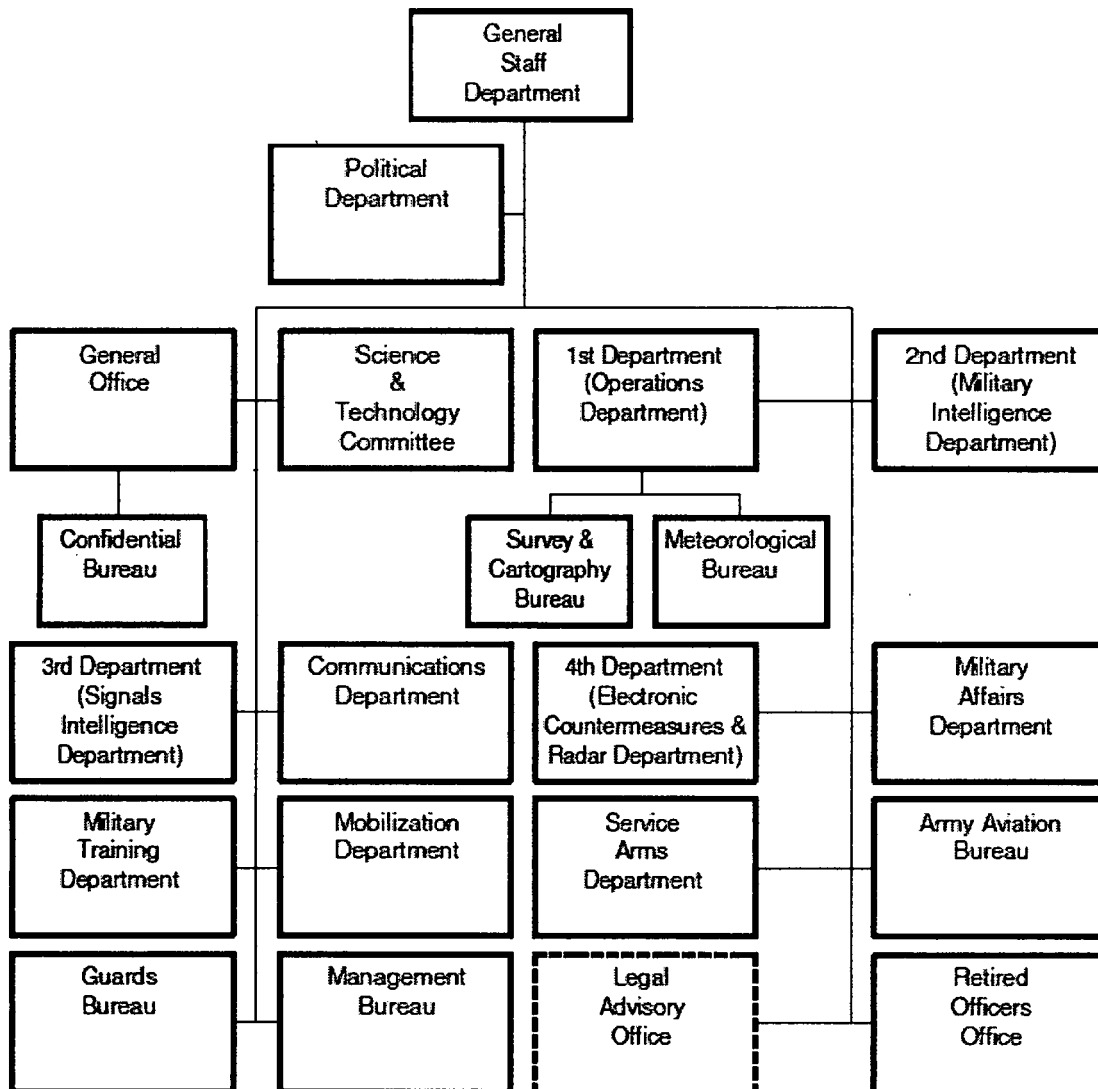 General
Staff
Department
Political
Department
General
Office
Science
&
Technology
Committee
1st Department
(Operations
Department)
2nd Department
(Military
Intelligence
Department)
Confidential
Bureau
Survey &
Cartography
Bureau
Meteorological
Bureau
3rd Department
(Signals
Intelligence
Department)
Communications
Department
4th Department
(Electronic
Countermeasures &
Radar Department)
Military
Affairs
Department
Military
Training
Department
Mobilization
Department
Service
Arms
Department
Army Aviation
Bureau
Guards
Bureau
Management
Bureau
Legal
Advisory
Office
Retired
Officers
Office